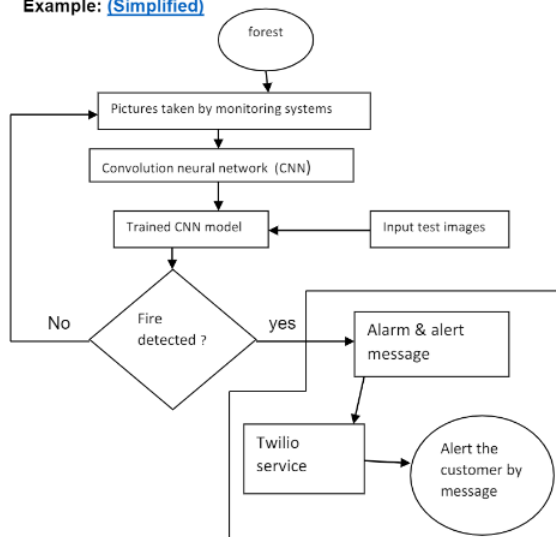 Example: (Simplified)
forest
Pictures taken by monitoring systems
Convolution neural network (CNN)
Trained CNN model
Input test images
No
Fire
detected ?
yes
Alarm & alert
message
Twilio
service
Alert the
customer by
message